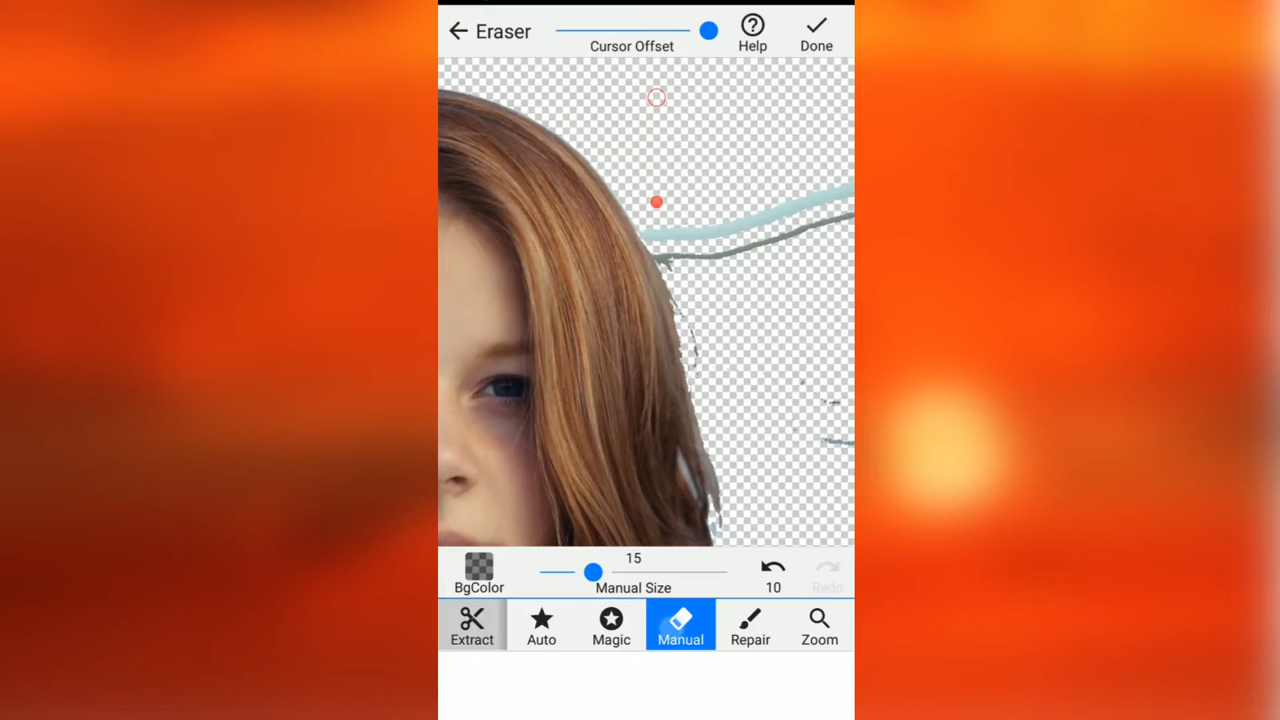 Eraser
Cursor Offset
Help
Done
15
BgColor
Manual Size
10
Redo
Extract
Auto
Magic
Manual
Repair
Zoom